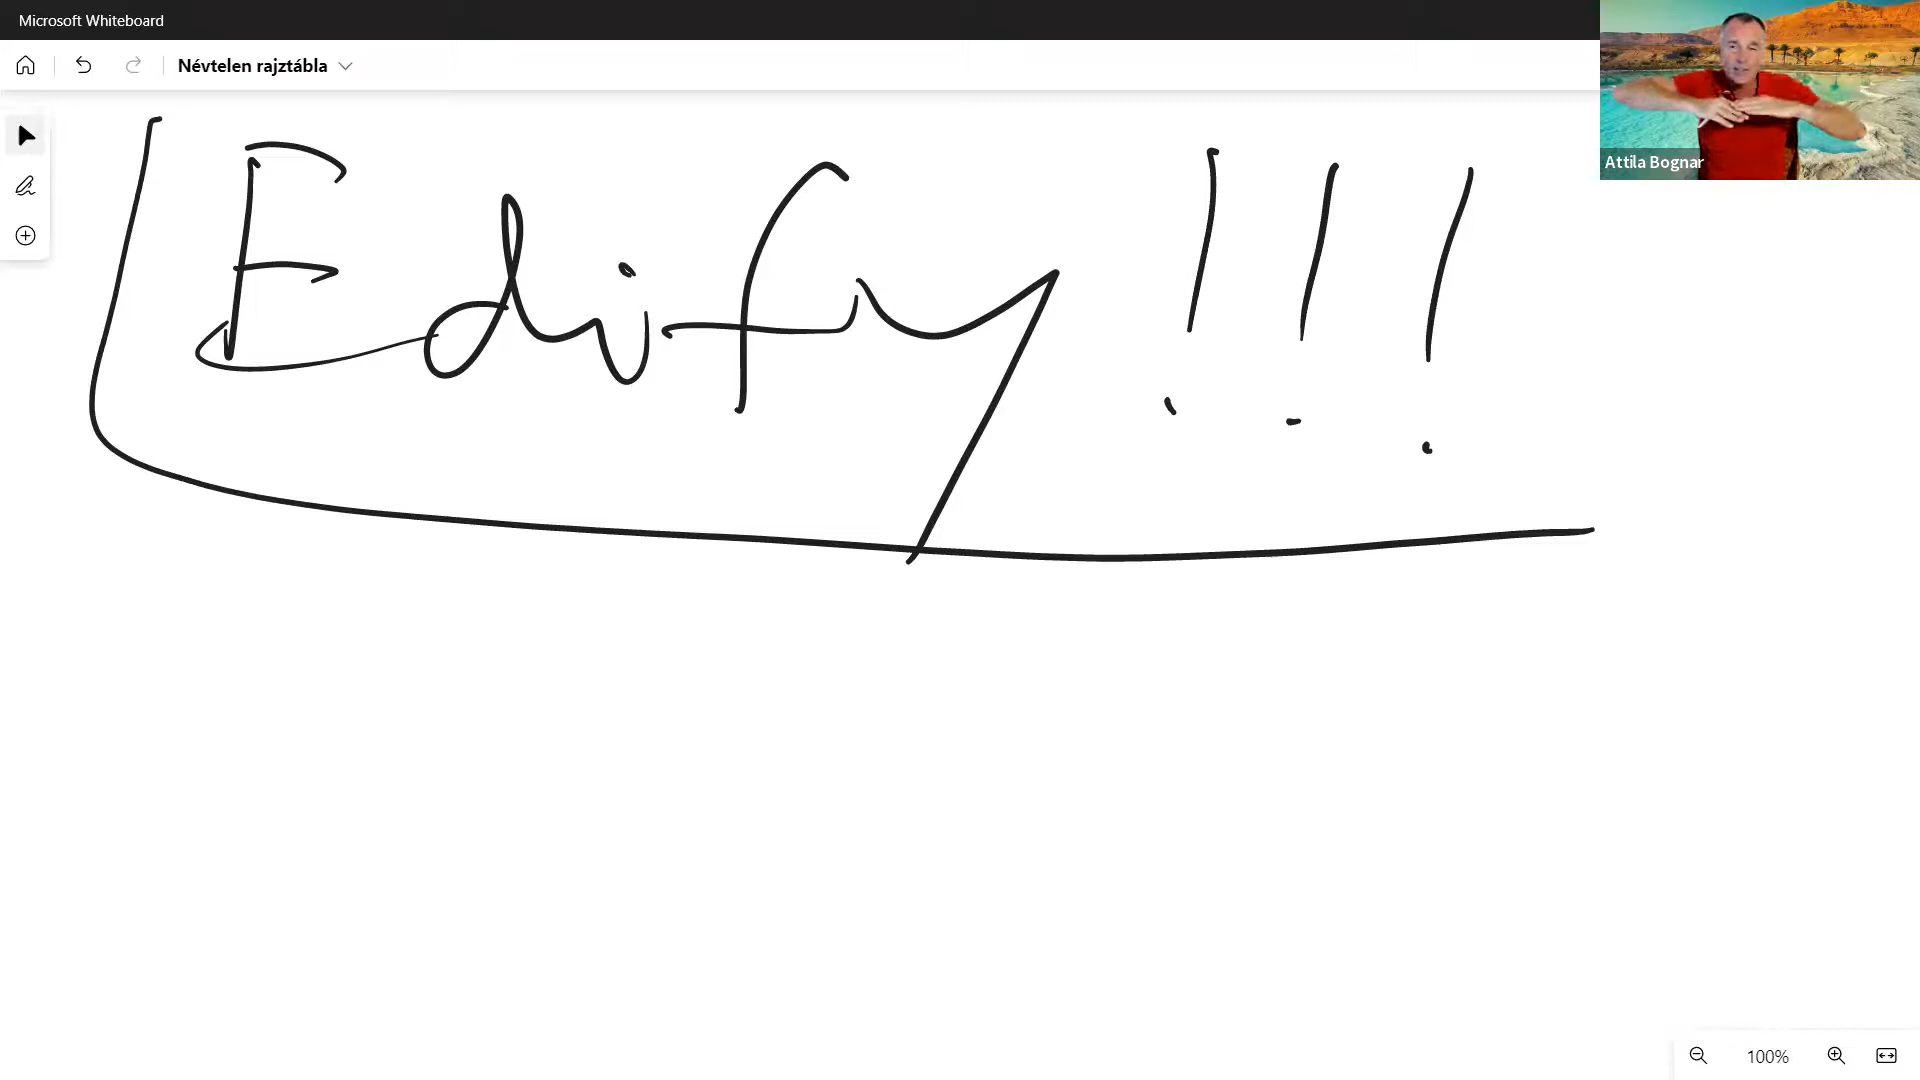 Microsoft Whiteboard
Névtelen rajztábla
Attila Bognar
Edify !!!
100%